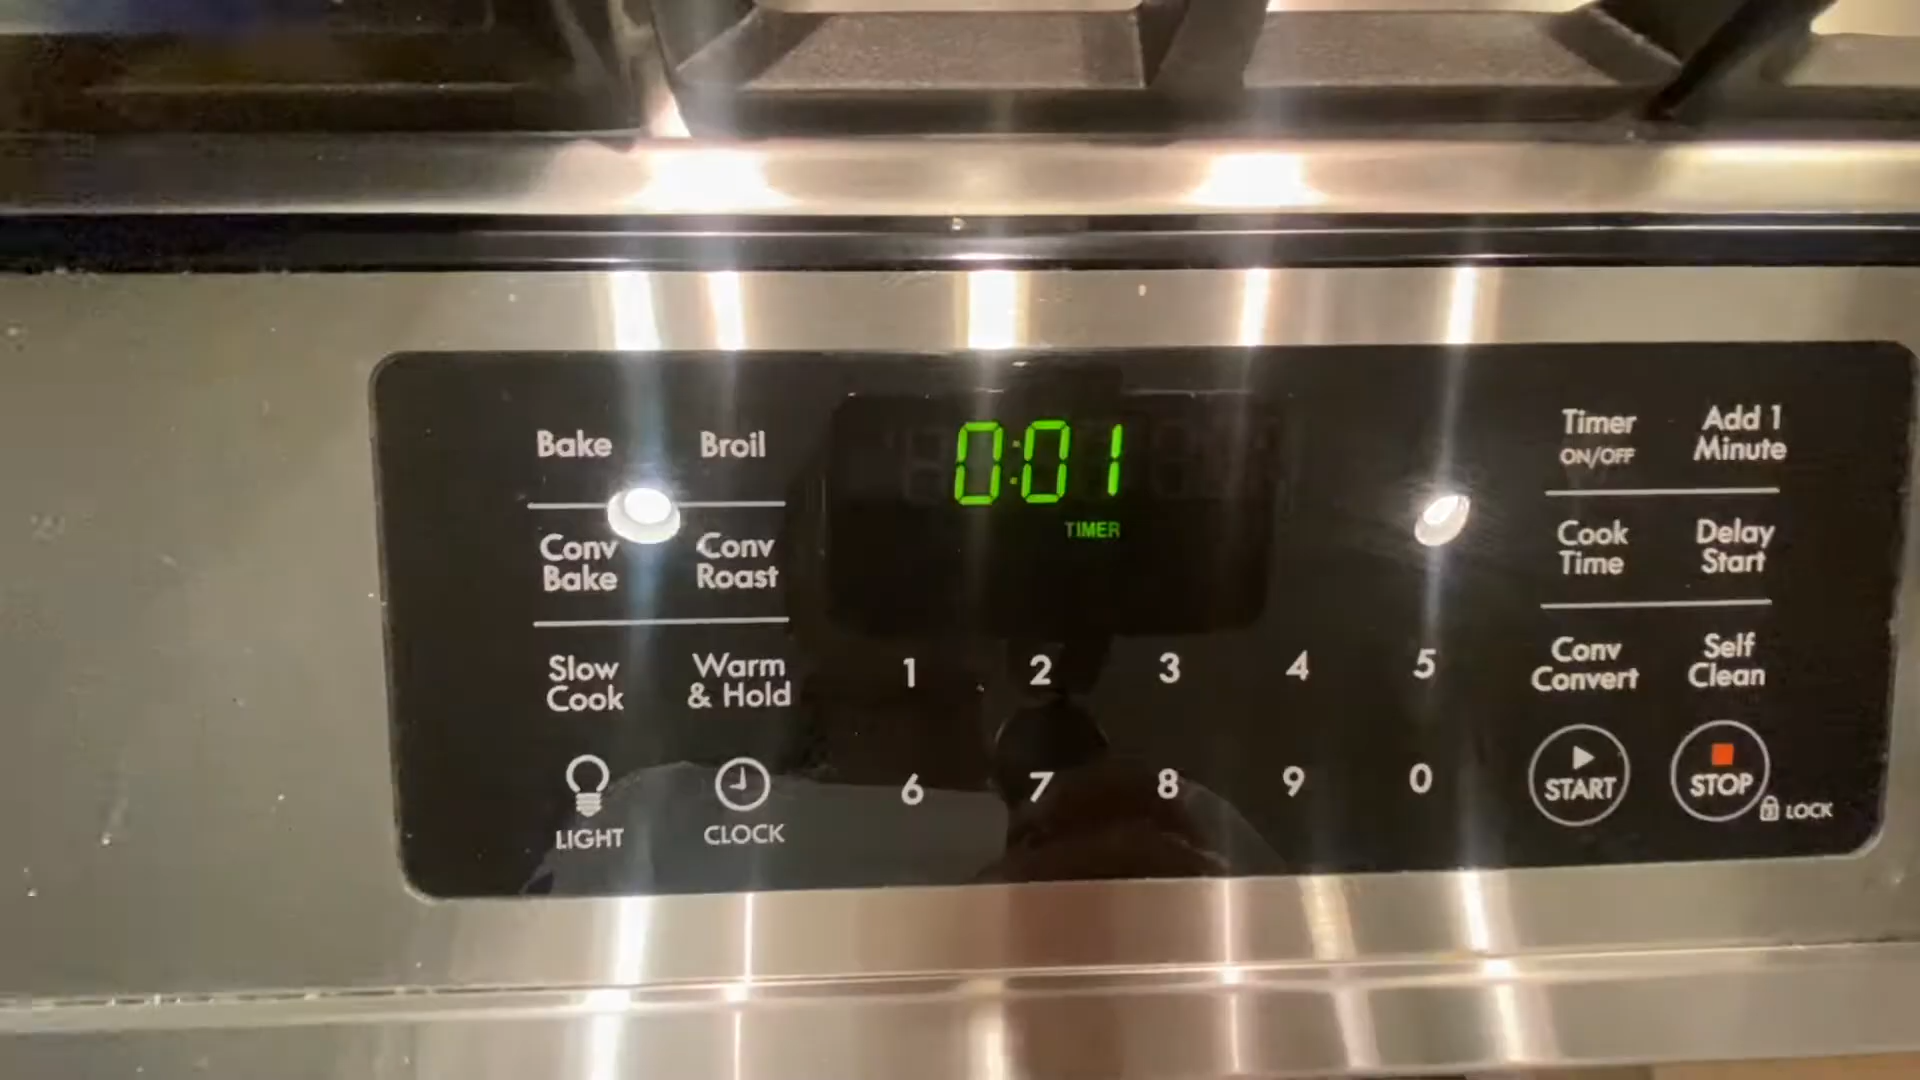 Bake
Broil
0:01
TIMER
Timer
ON/OFF
Add 1
Minute
Conv
Bake
Conv
Roast
Cook
Time
Delay
Start
Slow
Cook
Warm
& Hold
1 2 3 4 5
Conv
Convert
Self
Clean
LIGHT
CLOCK
6 7 8 9 0
START
STOP
LOCK